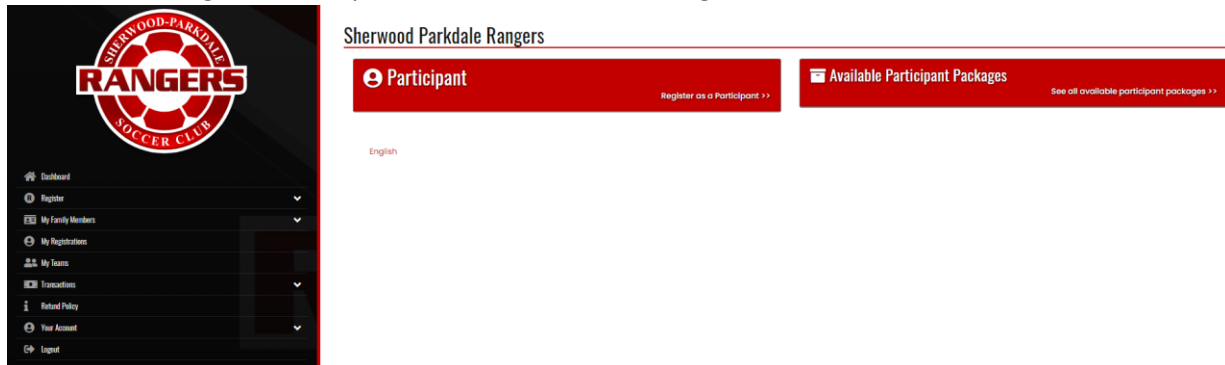 SHERWOOD-PARKDALE
RANGERS
SOCCER CLUB
Dashboard
Register
My Family Members
My Registrations
My Teams
Transactions
Refund Policy
Your Account
Logout
Sherwood Parkdale Rangers
Participant
Register as a Participant >>
Available Participant Packages
See all available participant packages >>
English